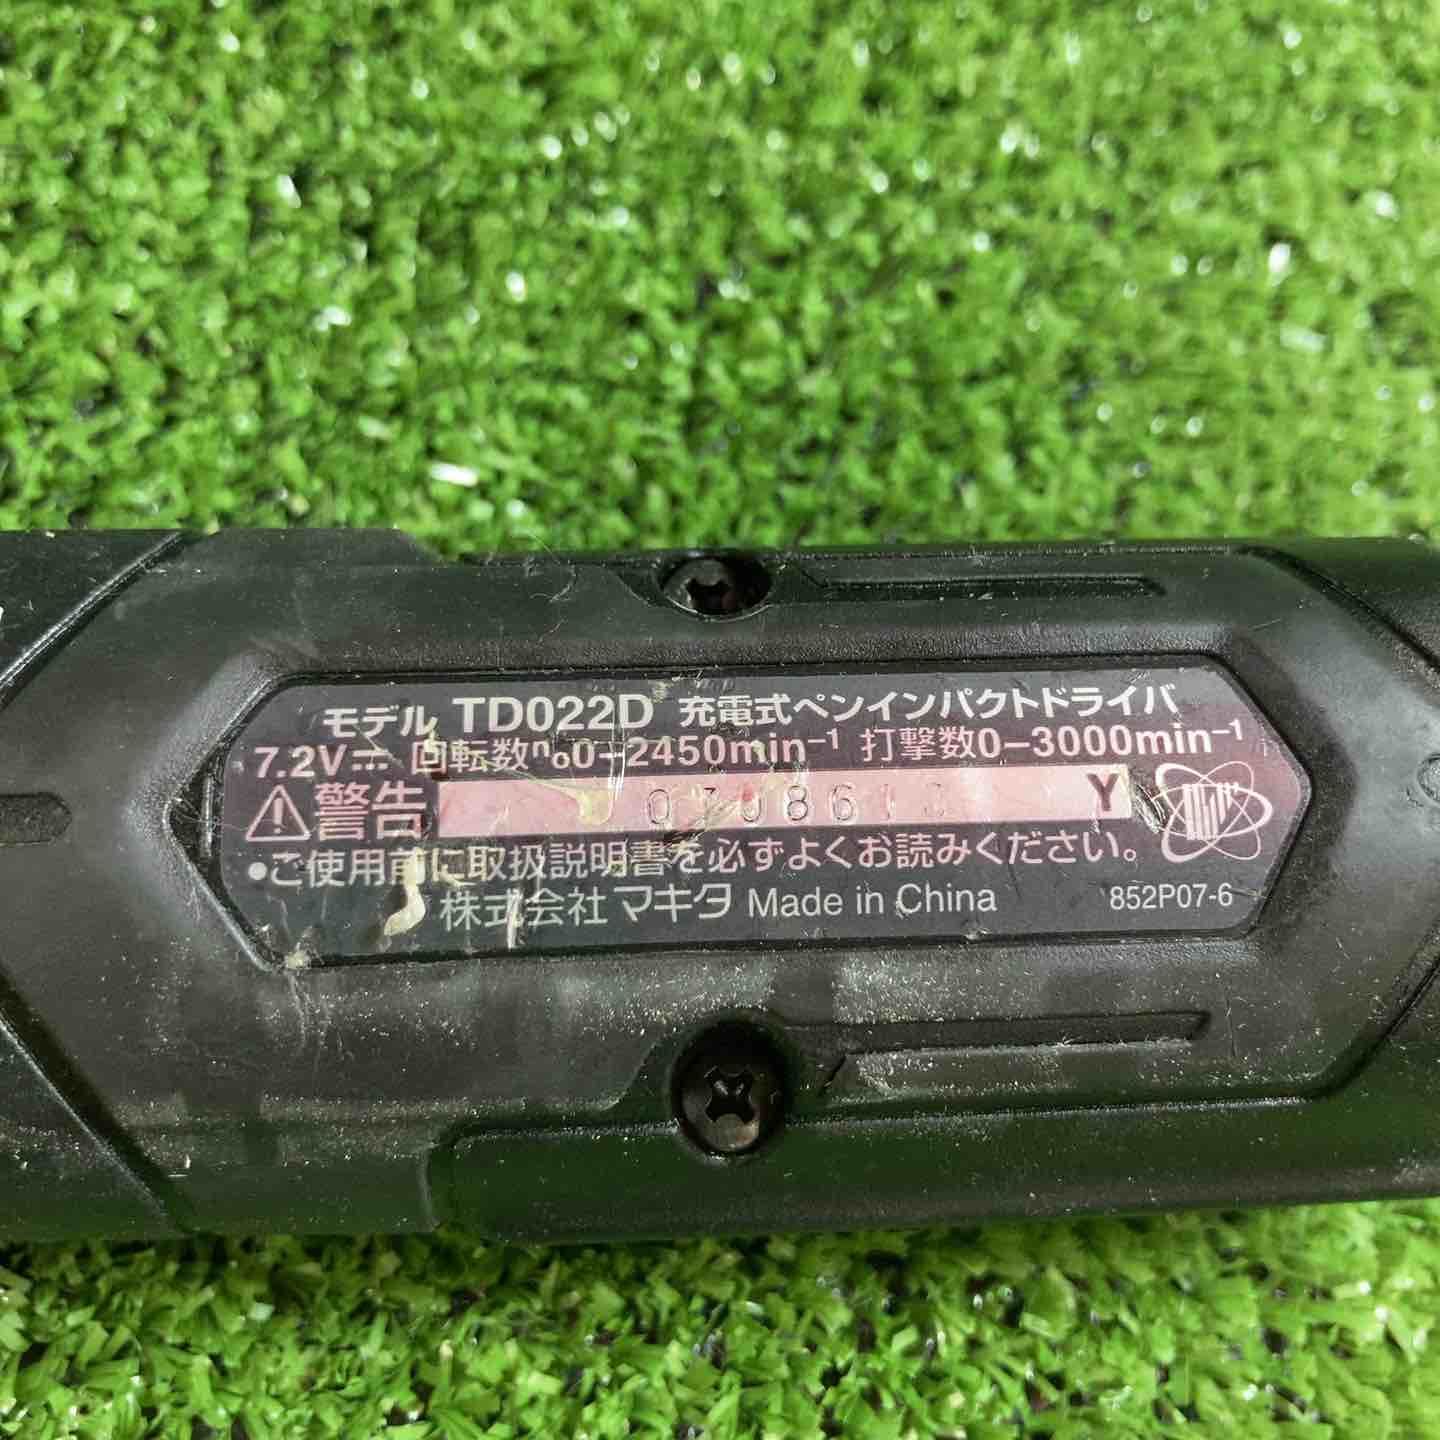 モデル TD022D 充電式ペンインパクトドライバ
7.2V⎓ 回転数n₀0−2450min⁻¹ 打撃数0−3000min⁻¹
⚠警告 Y
●ご使用前に取扱説明書を必ずよくお読みください。
株式会社 マキタ Made in China 852P07-6